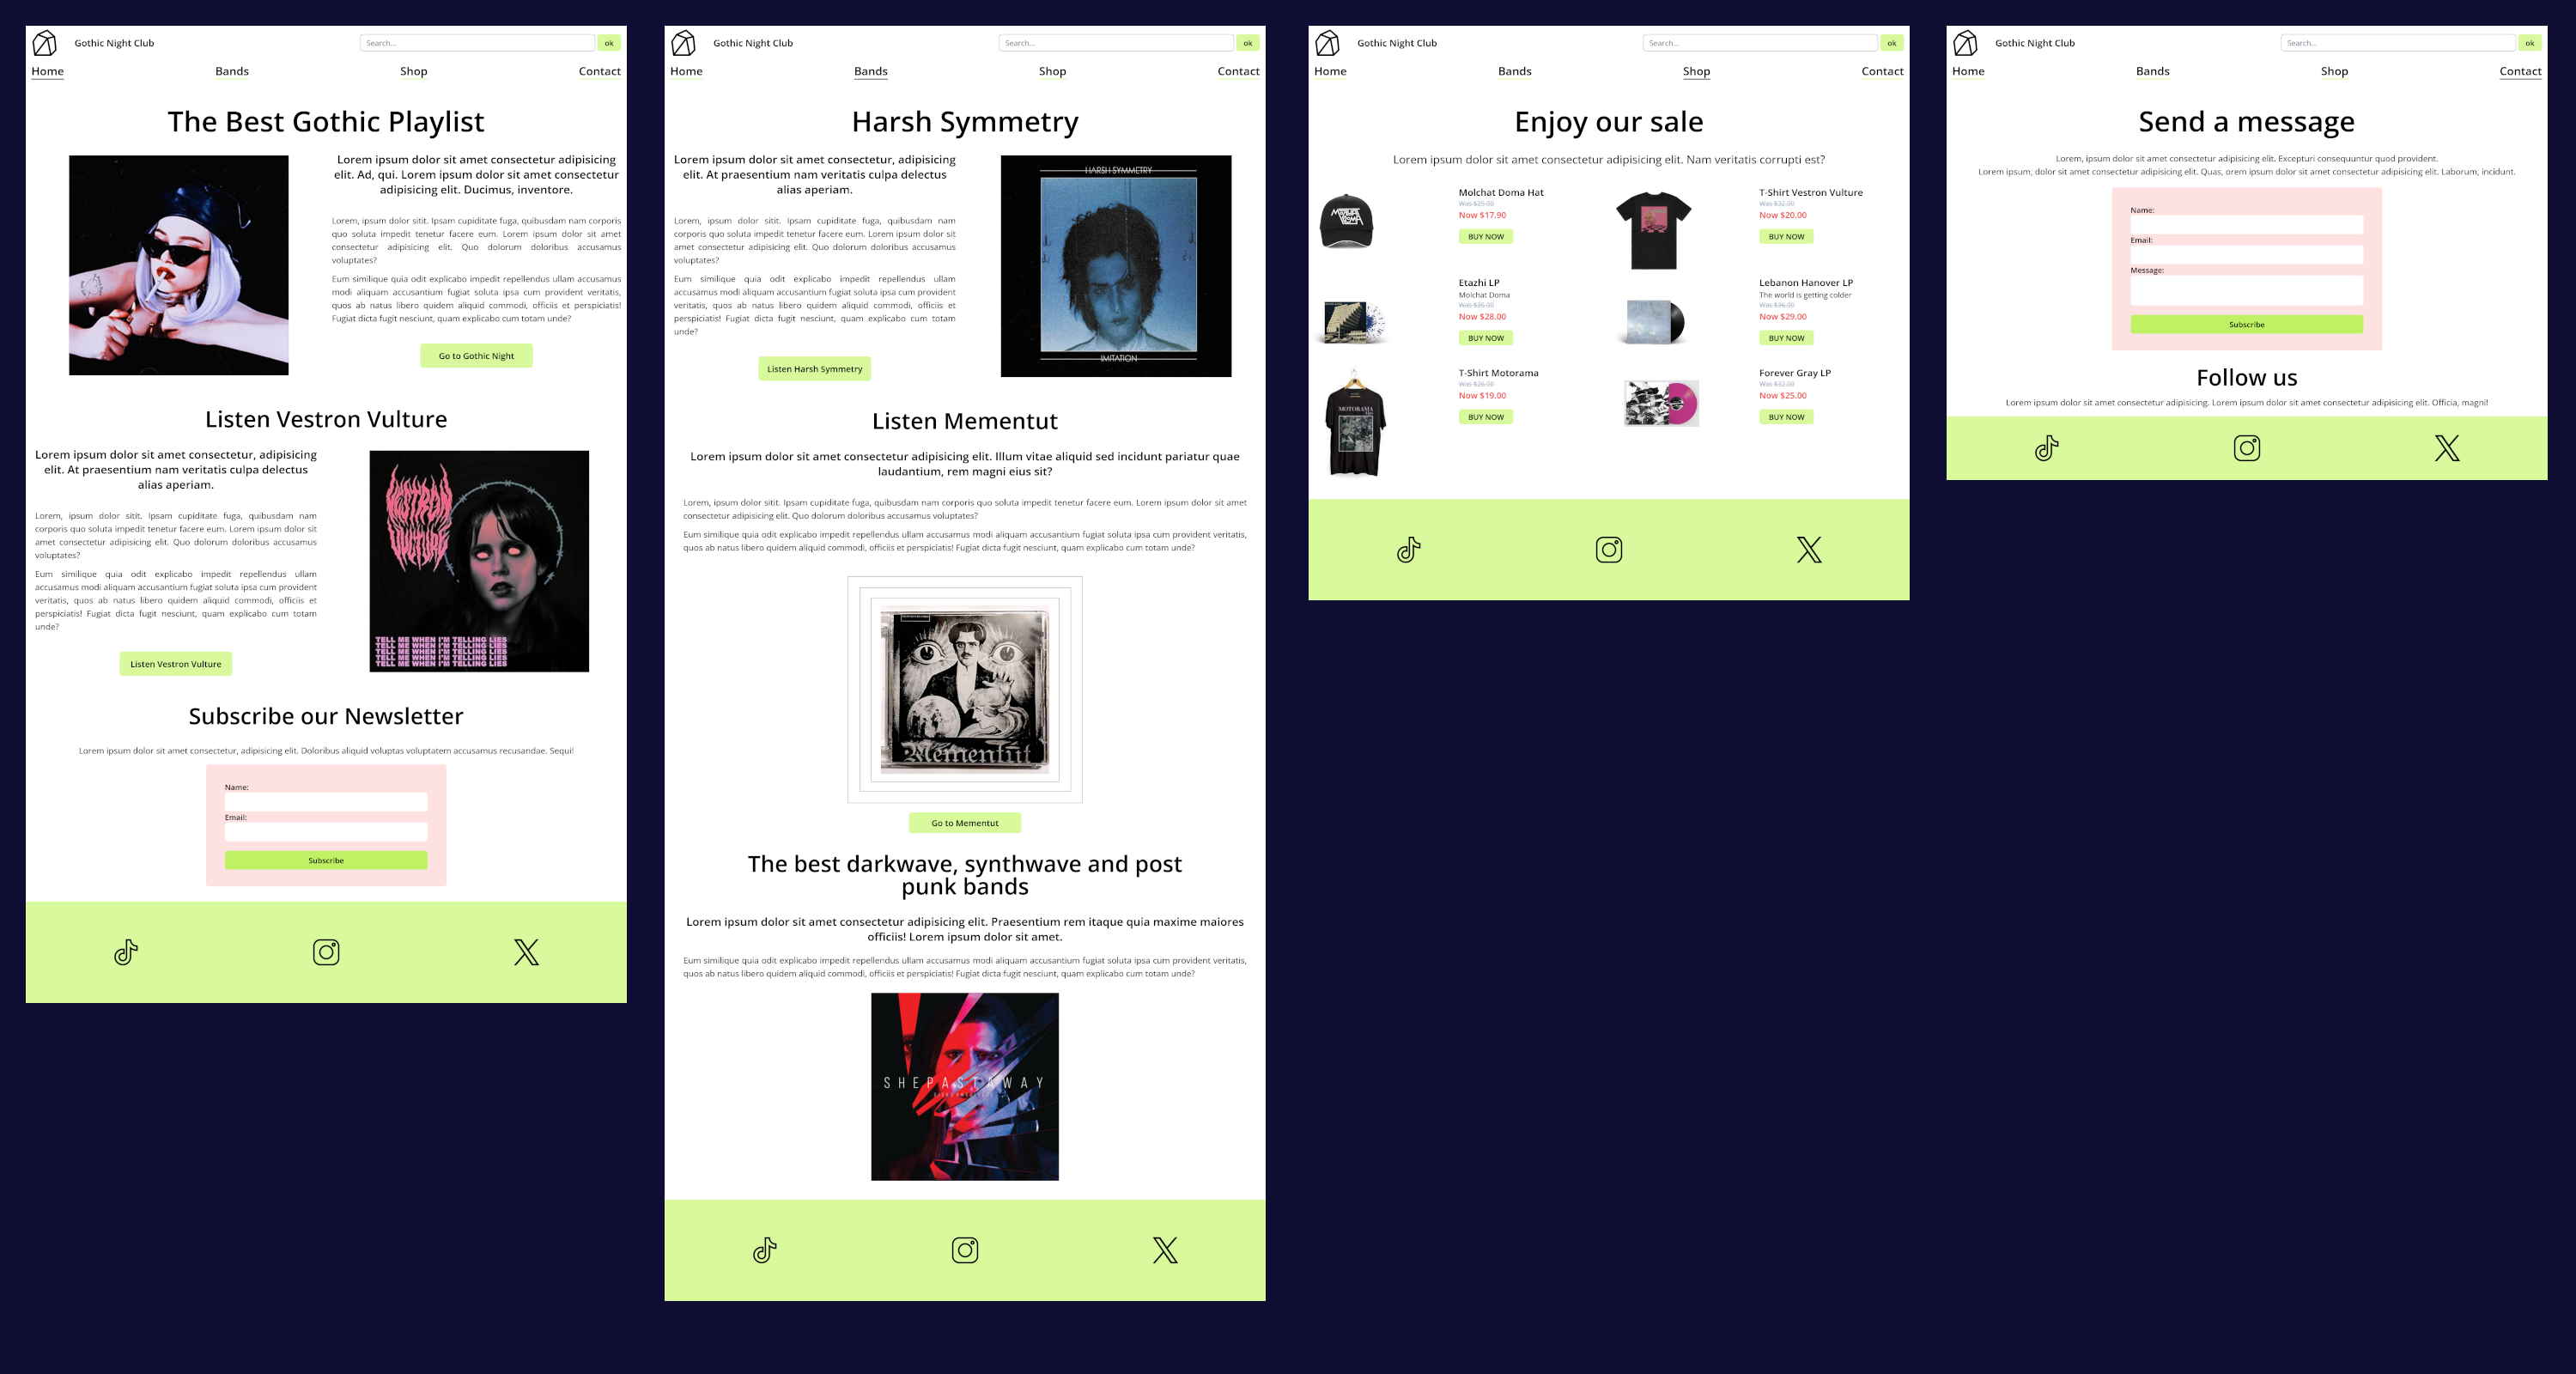 Gothic Night Club
Search...
ok
Home
Bands
Shop
Contact
The Best Gothic Playlist
Lorem ipsum dolor sit amet consectetur adipisicing
elit. Ad, qui. Lorem ipsum dolor sit amet consectetur
adipisicing elit. Ducimus, inventore.
Lorem, ipsum dolor sitit. Ipsam cupiditate fuga, quibusdam nam corporis
quo soluta impedit tenetur facere eum. Lorem ipsum dolor sit amet
consectetur adipisicing elit. Quo dolorum doloribus accusamus
voluptates?
Eum similique quia odit explicabo impedit repellendus ullam accusamus
modi aliquam accusantium fugiat soluta ipsa cum provident veritatis,
quos ab natus libero quidem aliquid commodi, officiis et perspiciatis!
Fugiat dicta fugit nesciunt, quam explicabo cum totam unde?
Go to Gothic Night
Listen Vestron Vulture
Lorem ipsum dolor sit amet consectetur, adipisicing
elit. At praesentium nam veritatis culpa delectus
alias aperiam.
Lorem, ipsum dolor sitit. Ipsam cupiditate fuga, quibusdam nam
corporis quo soluta impedit tenetur facere eum. Lorem ipsum dolor sit
amet consectetur adipisicing elit. Quo dolorum doloribus accusamus
voluptates?
Eum similique quia odit explicabo impedit repellendus ullam
accusamus modi aliquam accusantium fugiat soluta ipsa cum provident
veritatis, quos ab natus libero quidem aliquid commodi, officiis et
perspiciatis! Fugiat dicta fugit nesciunt, quam explicabo cum totam
unde?
Listen Vestron Vulture
VESTRON
VULTURE
TELL ME WHEN I'M TELLING LIES
TELL ME WHEN I'M TELLING LIES
TELL ME WHEN I'M TELLING LIES
TELL ME WHEN I'M TELLING LIES
TELL ME WHEN I'M TELLING LIES
Subscribe our Newsletter
Lorem ipsum dolor sit amet consectetur, adipisicing elit. Doloribus aliquid voluptas voluptatem accusamus recusandae. Sequi!
Name:
Email:
Subscribe
Gothic Night Club
Search...
ok
Home
Bands
Shop
Contact
Harsh Symmetry
Lorem ipsum dolor sit amet consectetur, adipisicing
elit. At praesentium nam veritatis culpa delectus
alias aperiam.
Lorem, ipsum dolor sitit. Ipsam cupiditate fuga, quibusdam nam
corporis quo soluta impedit tenetur facere eum. Lorem ipsum dolor sit
amet consectetur adipisicing elit. Quo dolorum doloribus accusamus
voluptates?
Eum similique quia odit explicabo impedit repellendus ullam
accusamus modi aliquam accusantium fugiat soluta ipsa cum provident
veritatis, quos ab natus libero quidem aliquid commodi, officiis et
perspiciatis! Fugiat dicta fugit nesciunt, quam explicabo cum totam
unde?
Listen Harsh Symmetry
HARSH SYMMETRY
IMITATION
Listen Mementut
Lorem ipsum dolor sit amet consectetur adipisicing elit. Illum vitae aliquid sed incidunt pariatur quae
laudantium, rem magni eius sit?
Lorem, ipsum dolor sitit. Ipsam cupiditate fuga, quibusdam nam corporis quo soluta impedit tenetur facere eum. Lorem ipsum dolor sit amet
consectetur adipisicing elit. Quo dolorum doloribus accusamus voluptates?
Eum similique quia odit explicabo impedit repellendus ullam accusamus modi aliquam accusantium fugiat soluta ipsa cum provident veritatis,
quos ab natus libero quidem aliquid commodi, officiis et perspiciatis! Fugiat dicta fugit nesciunt, quam explicabo cum totam unde?
Mementūt
Go to Mementut
The best darkwave, synthwave and post
punk bands
Lorem ipsum dolor sit amet consectetur adipisicing elit. Praesentium rem itaque quia maxime maiores
officiis! Lorem ipsum dolor sit amet.
Eum similique quia odit explicabo impedit repellendus ullam accusamus modi aliquam accusantium fugiat soluta ipsa cum provident veritatis,
quos ab natus libero quidem aliquid commodi, officiis et perspiciatis! Fugiat dicta fugit nesciunt, quam explicabo cum totam unde?
SHE PAST AWAY
Gothic Night Club
Search...
ok
Home
Bands
Shop
Contact
Enjoy our sale
Lorem ipsum dolor sit amet consectetur adipisicing elit. Nam veritatis corrupti est?
MOLCHAT DOMA
Molchat Doma Hat
Was $25.00
Now $17.90
BUY NOW
T-Shirt Vestron Vulture
Was $32.00
Now $20.00
BUY NOW
Etazhi LP
Molchat Doma
Was $35.00
Now $28.00
BUY NOW
Lebanon Hanover LP
The world is getting colder
Was $36.00
Now $29.00
BUY NOW
MOTORAMA
T-Shirt Motorama
Was $26.00
Now $19.00
BUY NOW
Forever Gray LP
Was $32.00
Now $25.00
BUY NOW
Gothic Night Club
Search...
ok
Home
Bands
Shop
Contact
Send a message
Lorem, ipsum dolor sit amet consectetur adipisicing elit. Excepturi consequuntur quod provident.
Lorem ipsum, dolor sit amet consectetur adipisicing elit. Quas, orem ipsum dolor sit amet consectetur adipisicing elit. Laborum, incidunt.
Name:
Email:
Message:
Subscribe
Follow us
Lorem ipsum dolor sit amet consectetur adipisicing. Lorem ipsum dolor sit amet consectetur adipisicing elit. Officia, magni!